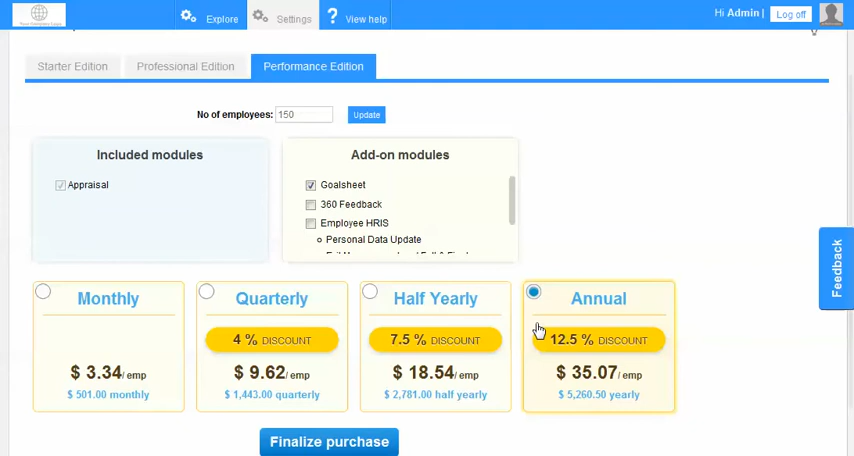 Your Company Logo
Explore
Settings
? View help
Hi Admin |
Log off
Starter Edition
Professional Edition
Performance Edition
No of employees: 150
Update
Included modules
Appraisal
Add-on modules
Goalsheet
360 Feedback
Employee HRIS
Personal Data Update
Feedback
Monthly
$ 3.34/ emp
$ 501.00 monthly
Quarterly
4 % DISCOUNT
$ 9.62/ emp
$ 1,443.00 quarterly
Half Yearly
7.5 % DISCOUNT
$ 18.54/ emp
$ 2,781.00 half yearly
Annual
12.5 % DISCOUNT
$ 35.07/ emp
$ 5,260.50 yearly
Finalize purchase